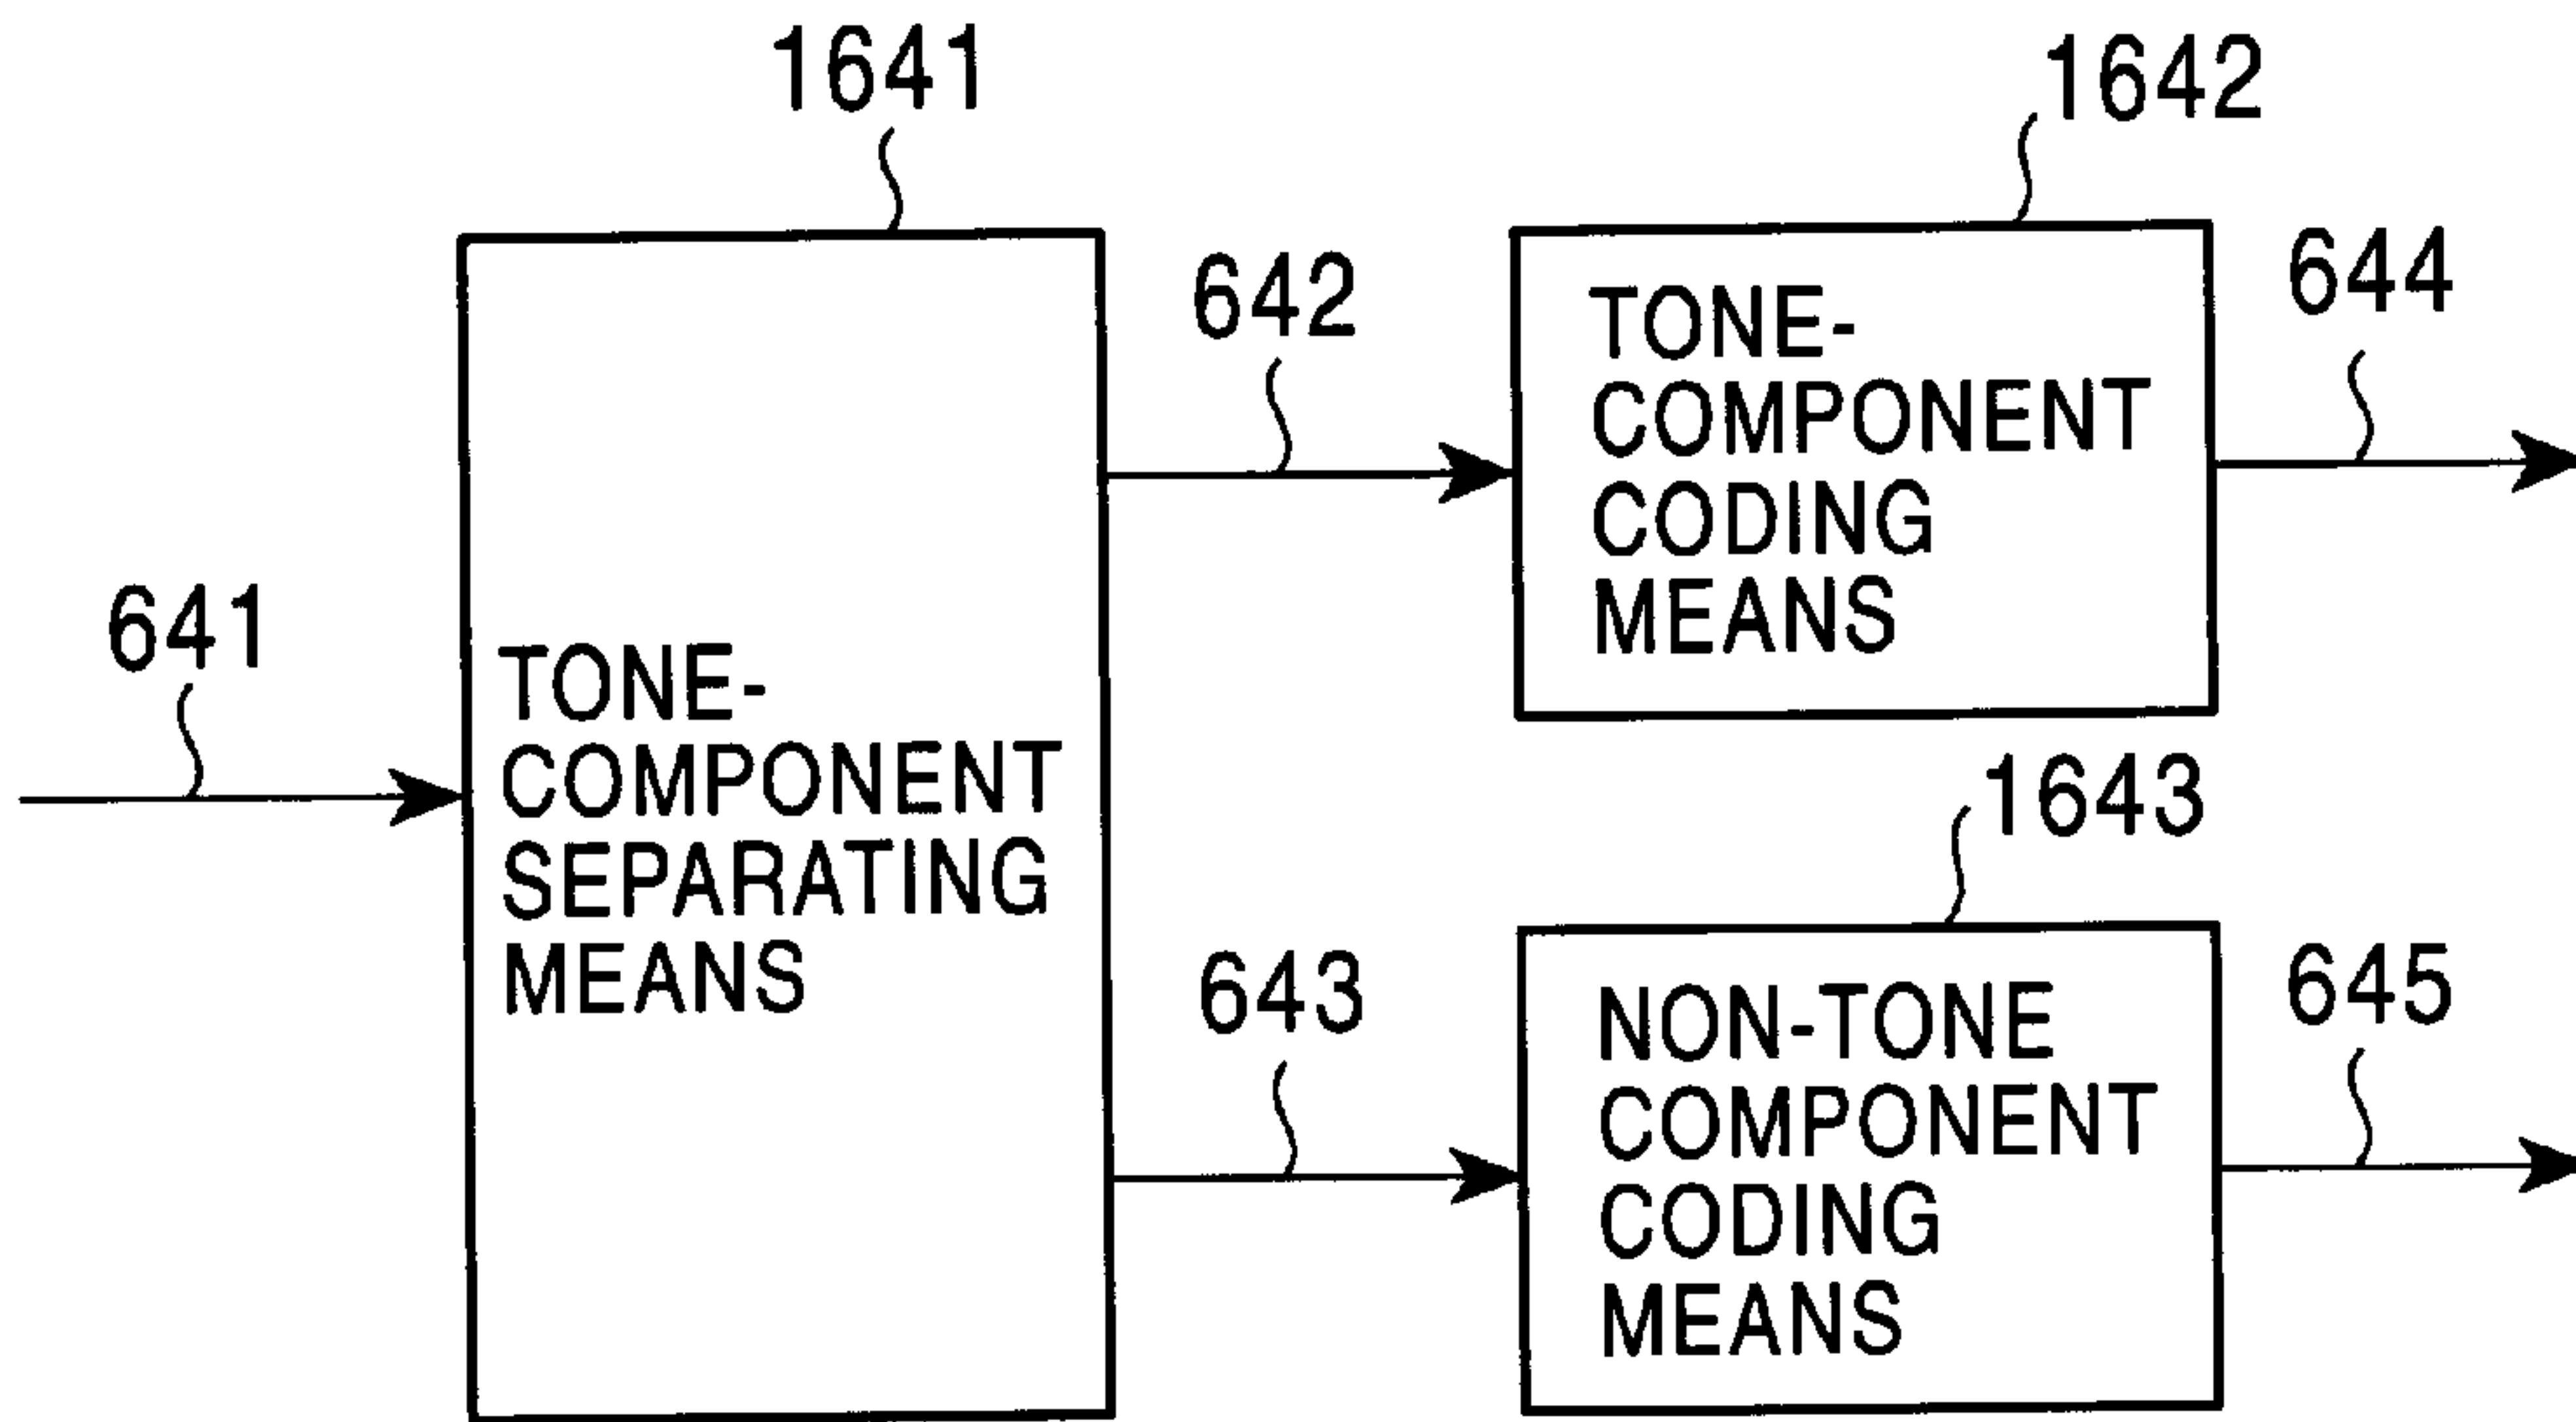 1641
1642
642
644
TONE-
COMPONENT
CODING
MEANS
641
TONE-
COMPONENT
SEPARATING
MEANS
1643
643
645
NON-TONE
COMPONENT
CODING
MEANS